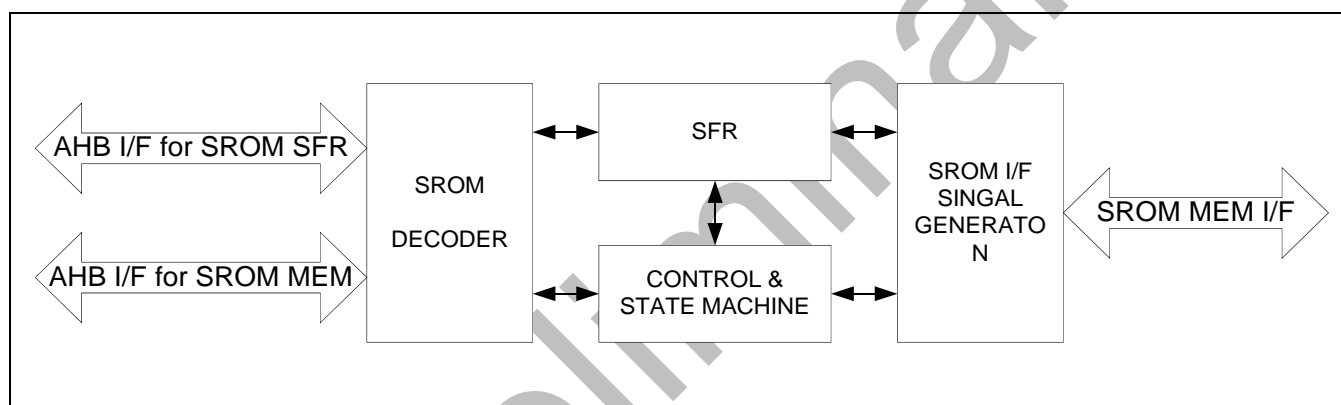 AHB I/F for SROM SFR
AHB I/F for SROM MEM
SROM
DECODER
SFR
CONTROL &
STATE MACHINE
SROM I/F
SINGAL
GENERATO
N
SROM MEM I/F